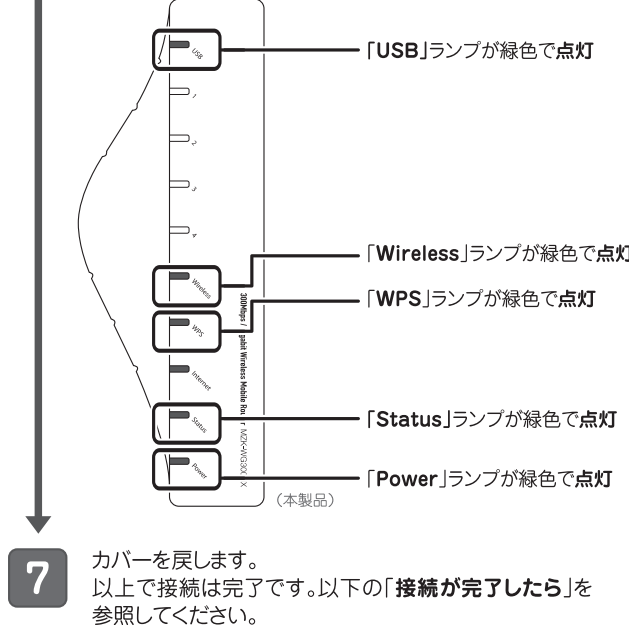 USB
「USB」ランプが緑色で点灯
1
2
3
4
Wireless
「Wireless」ランプが緑色で点灯
WPS
「WPS」ランプが緑色で点灯
Internet
300Mbps / gabit Wireless Mobile Rou r MZK-WG300 X
Status
「Status」ランプが緑色で点灯
Power
「Power」ランプが緑色で点灯
(本製品)
7
カバーを戻します。
以上で接続は完了です。以下の「接続が完了したら」を
参照してください。